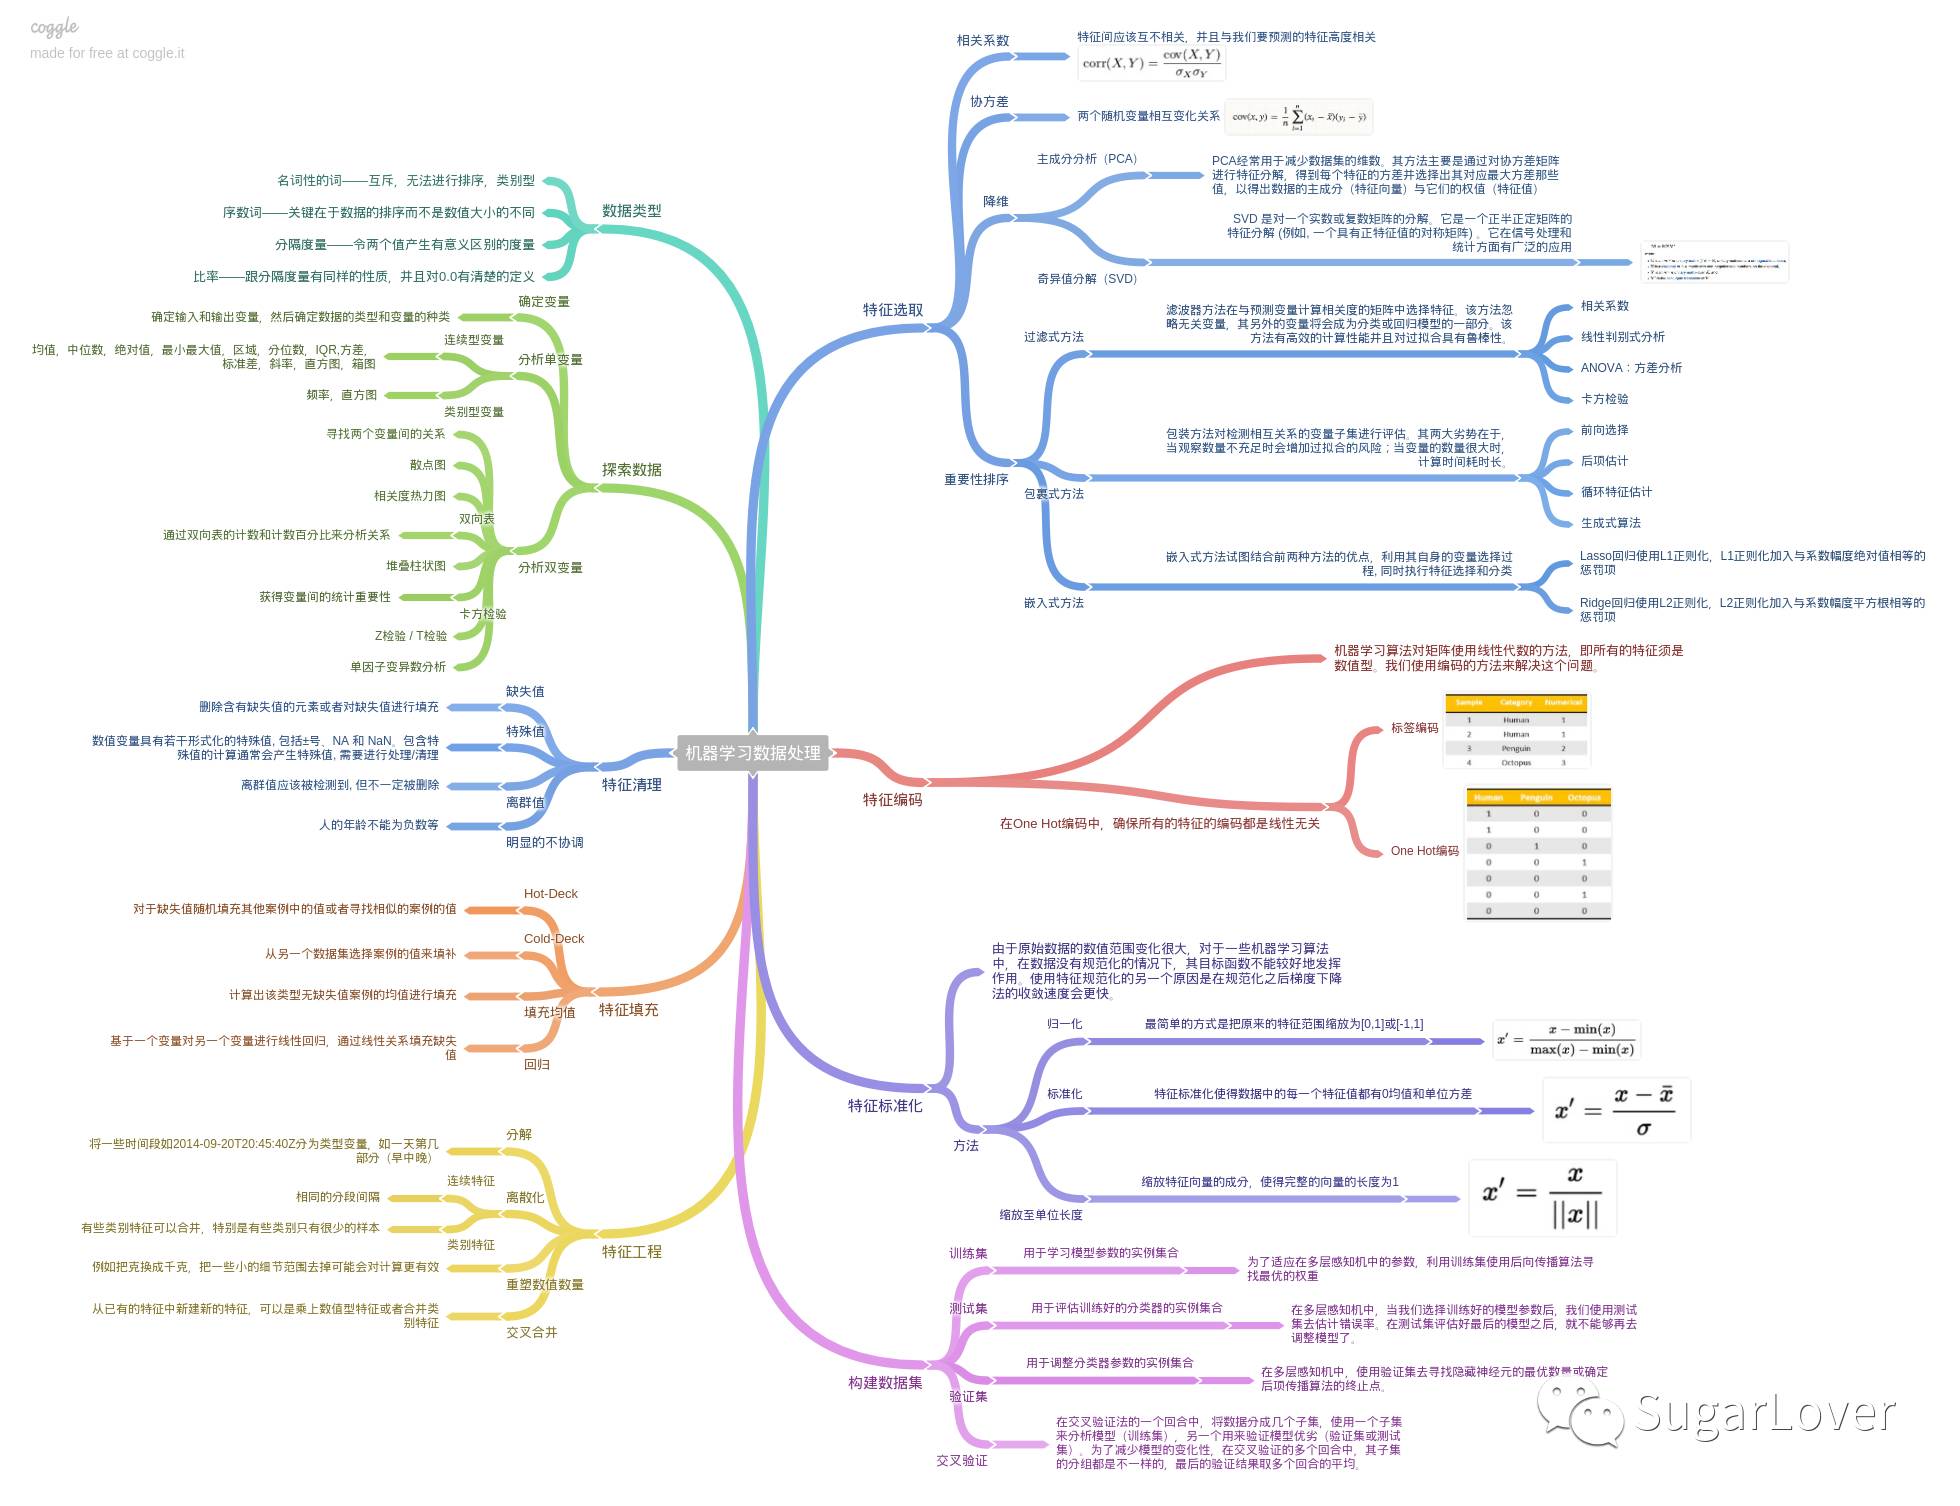 coggle
made for free at coggle.it
机器学习数据处理
数据类型
名词性的词——互斥，无法进行排序，类别型
序数词——关键在于数据的排序而不是数值大小的不同
分隔度量——令两个值产生有意义区别的度量
比率——跟分隔度量有同样的性质，并且对0.0有清楚的定义
探索数据
确定变量
确定输入和输出变量，然后确定数据的类型和变量的种类
分析单变量
连续型变量
均值，中位数，绝对值，最小最大值，区域，分位数，IQR,方差，
标准差，斜率，直方图，箱图
类别型变量
频率，直方图
分析双变量
寻找两个变量间的关系
散点图
相关度热力图
双向表
通过双向表的计数和计数百分比来分析关系
堆叠柱状图
卡方检验
获得变量间的统计重要性
Z检验 / T检验
单因子变异数分析
特征清理
缺失值
删除含有缺失值的元素或者对缺失值进行填充
特殊值
数值变量具有若干形式化的特殊值, 包括±号、NA 和 NaN。包含特
殊值的计算通常会产生特殊值, 需要进行处理/清理
离群值
离群值应该被检测到, 但不一定被删除
明显的不协调
人的年龄不能为负数等
特征填充
Hot-Deck
对于缺失值随机填充其他案例中的值或者寻找相似的案例的值
Cold-Deck
从另一个数据集选择案例的值来填补
填充均值
计算出该类型无缺失值案例的均值进行填充
回归
基于一个变量对另一个变量进行线性回归，通过线性关系填充缺失
值
特征工程
分解
将一些时间段如2014-09-20T20:45:40Z分为类型变量，如一天第几
部分（早中晚）
离散化
连续特征
相同的分段间隔
类别特征
有些类别特征可以合并，特别是有些类别只有很少的样本
重塑数值数量
例如把克换成千克，把一些小的细节范围去掉可能会对计算更有效
交叉合并
从已有的特征中新建新的特征，可以是乘上数值型特征或者合并类
别特征
特征选取
相关系数
特征间应该互不相关，并且与我们要预测的特征高度相关
corr(X, Y) = cov(X, Y) / σXσY
协方差
两个随机变量相互变化关系
cov(x, y) = 1/n ∑ (xi − x̄)(yi − ȳ)
降维
主成分分析（PCA）
PCA经常用于减少数据集的维数。其方法主要是通过对协方差矩阵
进行特征分解，得到每个特征的方差并选择出其对应最大方差那些
值，以得出数据的主成分（特征向量）与它们的权值（特征值）
奇异值分解（SVD）
SVD 是对一个实数或复数矩阵的分解。它是一个正半正定矩阵的
特征分解 (例如, 一个具有正特征值的对称矩阵) 。它在信号处理和
统计方面有广泛的应用
重要性排序
过滤式方法
滤波器方法在与预测变量计算相关度的矩阵中选择特征。该方法忽
略无关变量，其另外的变量将会成为分类或回归模型的一部分。该
方法有高效的计算性能并且对过拟合具有鲁棒性。
相关系数
线性判别式分析
ANOVA：方差分析
卡方检验
包裹式方法
包装方法对检测相互关系的变量子集进行评估。其两大劣势在于，
当观察数量不充足时会增加过拟合的风险；当变量的数量很大时，
计算时间耗时长。
前向选择
后项估计
循环特征估计
生成式算法
嵌入式方法
嵌入式方法试图结合前两种方法的优点，利用其自身的变量选择过
程, 同时执行特征选择和分类
Lasso回归使用L1正则化，L1正则化加入与系数幅度绝对值相等的
惩罚项
Ridge回归使用L2正则化，L2正则化加入与系数幅度平方根相等的
惩罚项
特征编码
机器学习算法对矩阵使用线性代数的方法，即所有的特征须是
数值型。我们使用编码的方法来解决这个问题。
在One Hot编码中，确保所有的特征的编码都是线性无关
标签编码
Sample Category Numerical
1 Human 1
2 Human 1
3 Penguin 2
4 Octopus 3
One Hot编码
Human Penguin Octopus
1 0 0
1 0 0
0 1 0
0 0 1
0 0 0
0 0 1
0 0 0
特征标准化
由于原始数据的数值范围变化很大，对于一些机器学习算法
中，在数据没有规范化的情况下，其目标函数不能较好地发挥
作用。使用特征规范化的另一个原因是在规范化之后梯度下降
法的收敛速度会更快。
方法
归一化
最简单的方式是把原来的特征范围缩放为[0,1]或[-1,1]
x′ = x − min(x) / max(x) − min(x)
标准化
特征标准化使得数据中的每一个特征值都有0均值和单位方差
x′ = x − x̄ / σ
缩放至单位长度
缩放特征向量的成分，使得完整的向量的长度为1
x′ = x / ||x||
构建数据集
训练集
用于学习模型参数的实例集合
为了适应在多层感知机中的参数，利用训练集使用后向传播算法寻
找最优的权重
测试集
用于评估训练好的分类器的实例集合
在多层感知机中，当我们选择训练好的模型参数后，我们使用测试
集去估计错误率。在测试集评估好最后的模型之后，就不能够再去
调整模型了。
验证集
用于调整分类器参数的实例集合
在多层感知机中，使用验证集去寻找隐藏神经元的最优数量或确定
后项传播算法的终止点。
交叉验证
在交叉验证法的一个回合中，将数据分成几个子集，使用一个子集
来分析模型（训练集），另一个用来验证模型优劣（验证集或测试
集）。为了减少模型的变化性，在交叉验证的多个回合中，其子集
的分组都是不一样的，最后的验证结果取多个回合的平均。
SugarLover